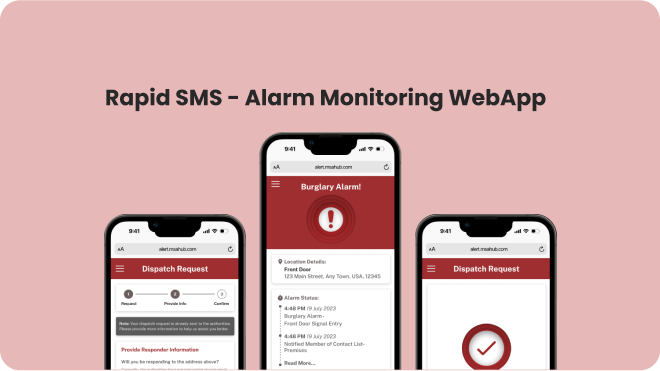 Rapid SMS - Alarm Monitoring WebApp
9:41
AA
alert.msahub.com
Dispatch Request
1
2
3
Request
Provide Info
Confirm
Note: Your dispatch request is already sent to the authorities.
Please provide more information to help us assist you better.
Provide Responder Information
Will you be responding to the address above?
9:41
AA
alert.msahub.com
Burglary Alarm!
Location Details:
Front Door
123 Main Street, Any Town, USA, 12345
Alarm Status:
4:48 PM 19 July 2023
Burglary Alarm -
Front Door Signal Entry
4:48 PM 19 July 2023
Notified Member of Contact List-
Premises
Read More...
9:41
AA
alert.msahub.com
Dispatch Request